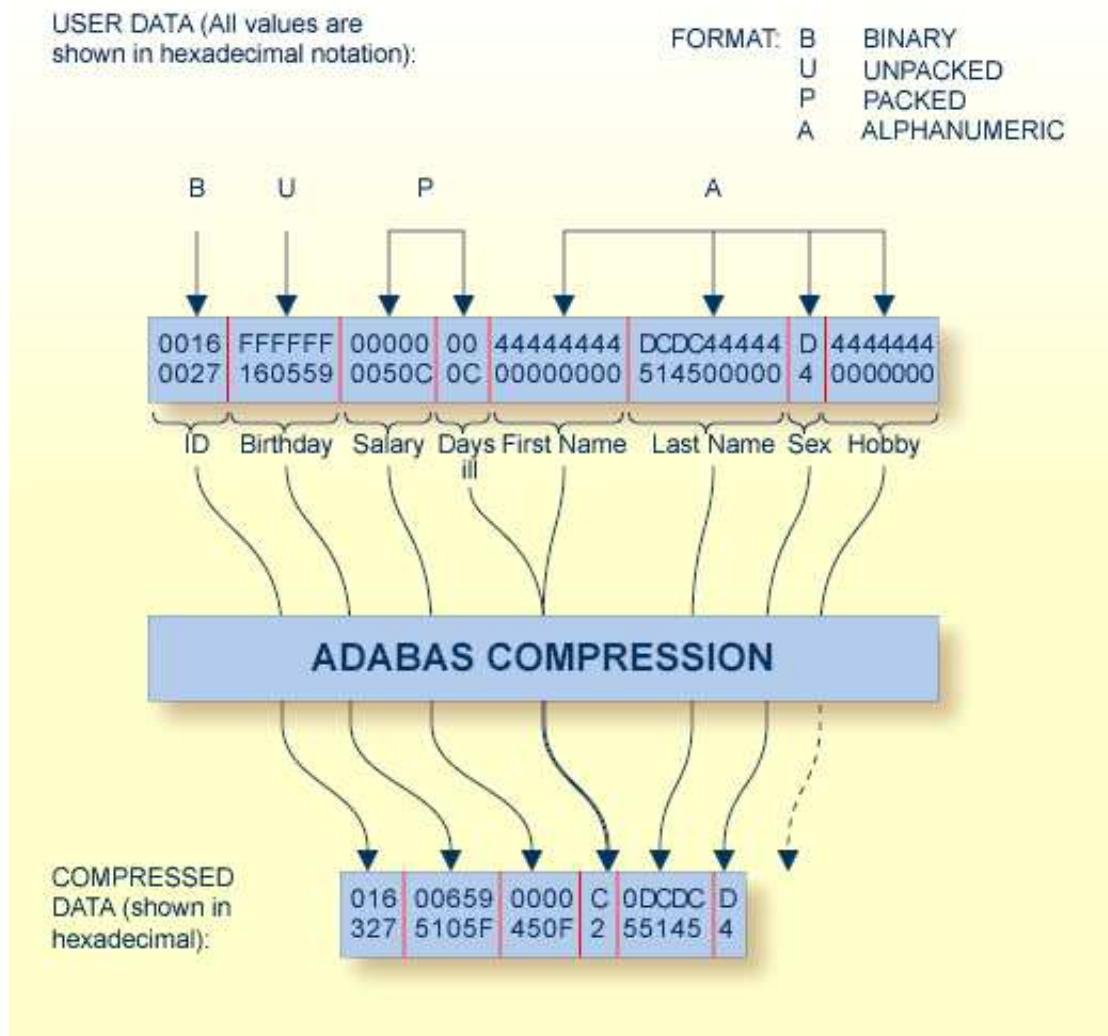 USER DATA (All values are
shown in hexadecimal notation):
FORMAT: B BINARY
U UNPACKED
P PACKED
A ALPHANUMERIC
B U P A
0016 FFFFFF 00000 00 44444444 DCDC44444 D 4444444
0027 160559 0050C 0C 00000000 514500000 4 0000000
ID Birthday Salary Days First Name Last Name Sex Hobby
ill
ADABAS COMPRESSION
COMPRESSED
DATA (shown in
hexadecimal):
016 00659 0000 C 0DCDC D
327 5105F 450F 2 55145 4